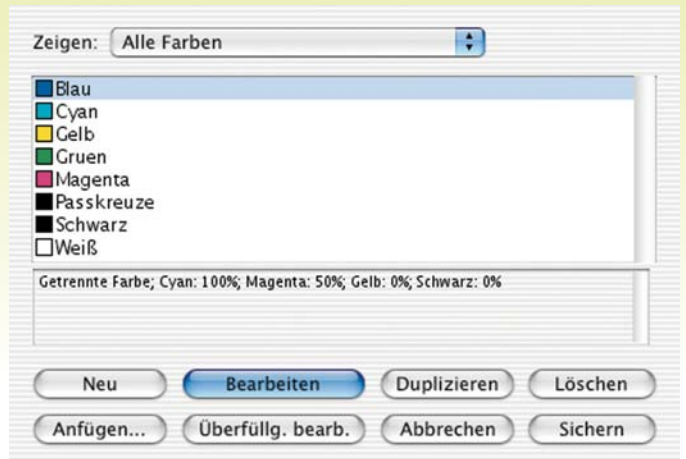 Zeigen: Alle Farben
Blau
Cyan
Gelb
Gruen
Magenta
Passkreuze
Schwarz
Weiß
Getrennte Farbe; Cyan: 100%; Magenta: 50%; Gelb: 0%; Schwarz: 0%
Neu Bearbeiten Duplizieren Löschen
Anfügen... Überfüllg. bearb. Abbrechen Sichern